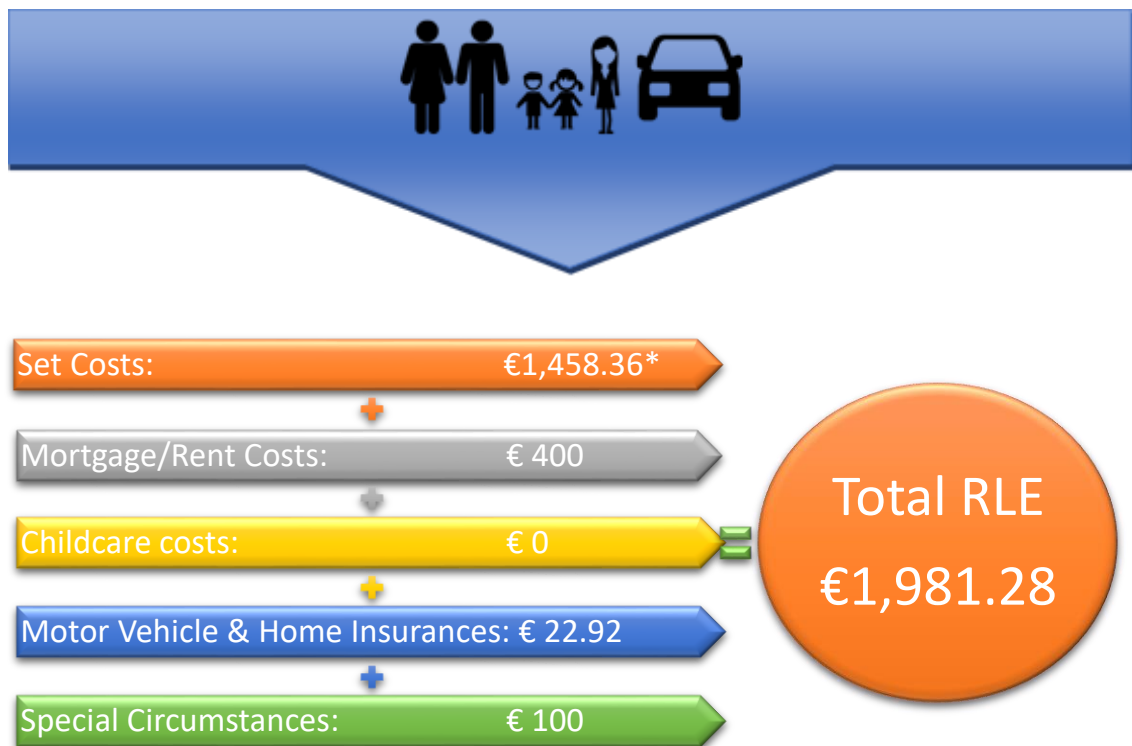 Set Costs: €1,458.36*
Mortgage/Rent Costs: € 400
Childcare costs: € 0
Motor Vehicle & Home Insurances: € 22.92
Special Circumstances: € 100
Total RLE
€1,981.28